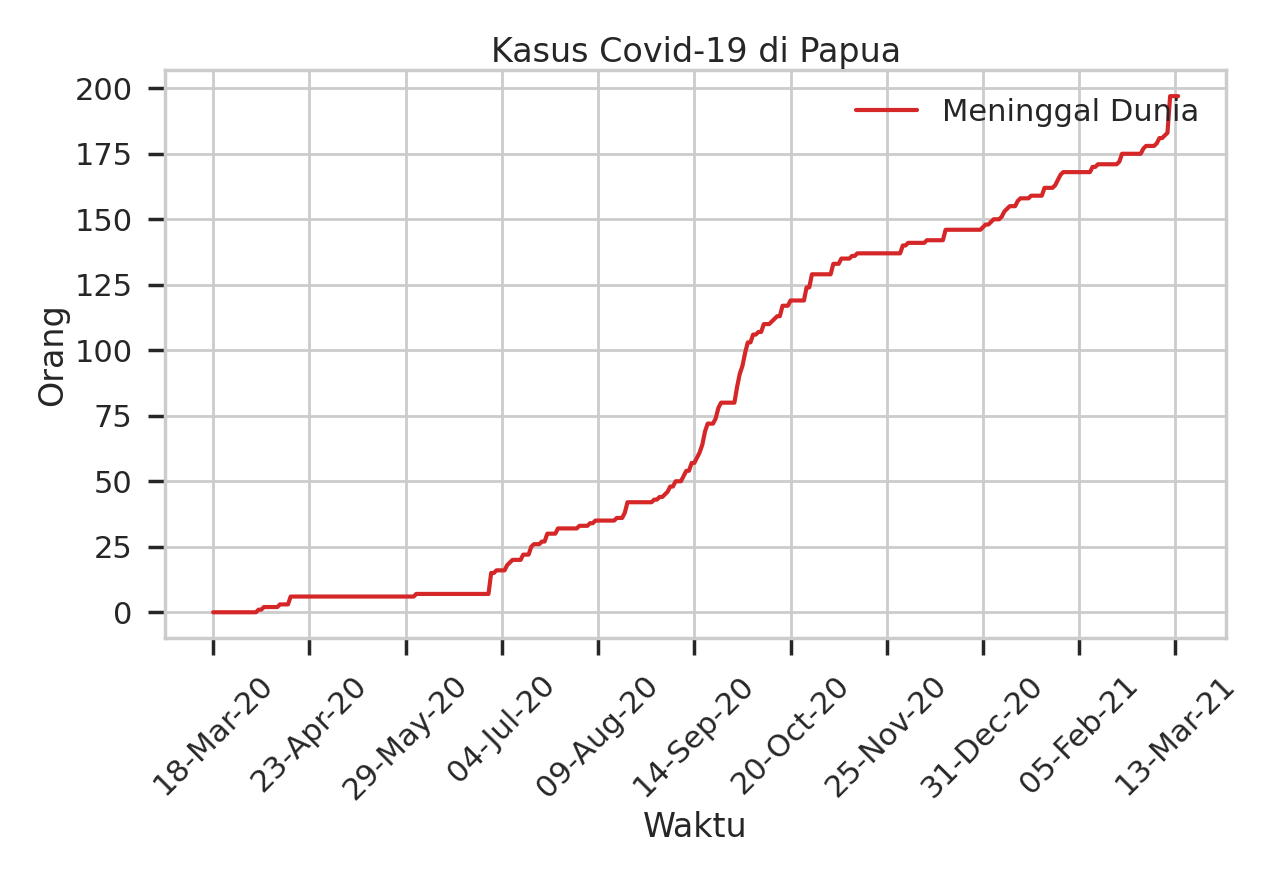 Kasus Covid-19 di Papua
Meninggal Dunia
Orang
200
175
150
125
100
75
50
25
0
18-Mar-20
23-Apr-20
29-May-20
04-Jul-20
09-Aug-20
14-Sep-20
20-Oct-20
25-Nov-20
31-Dec-20
05-Feb-21
13-Mar-21
Waktu